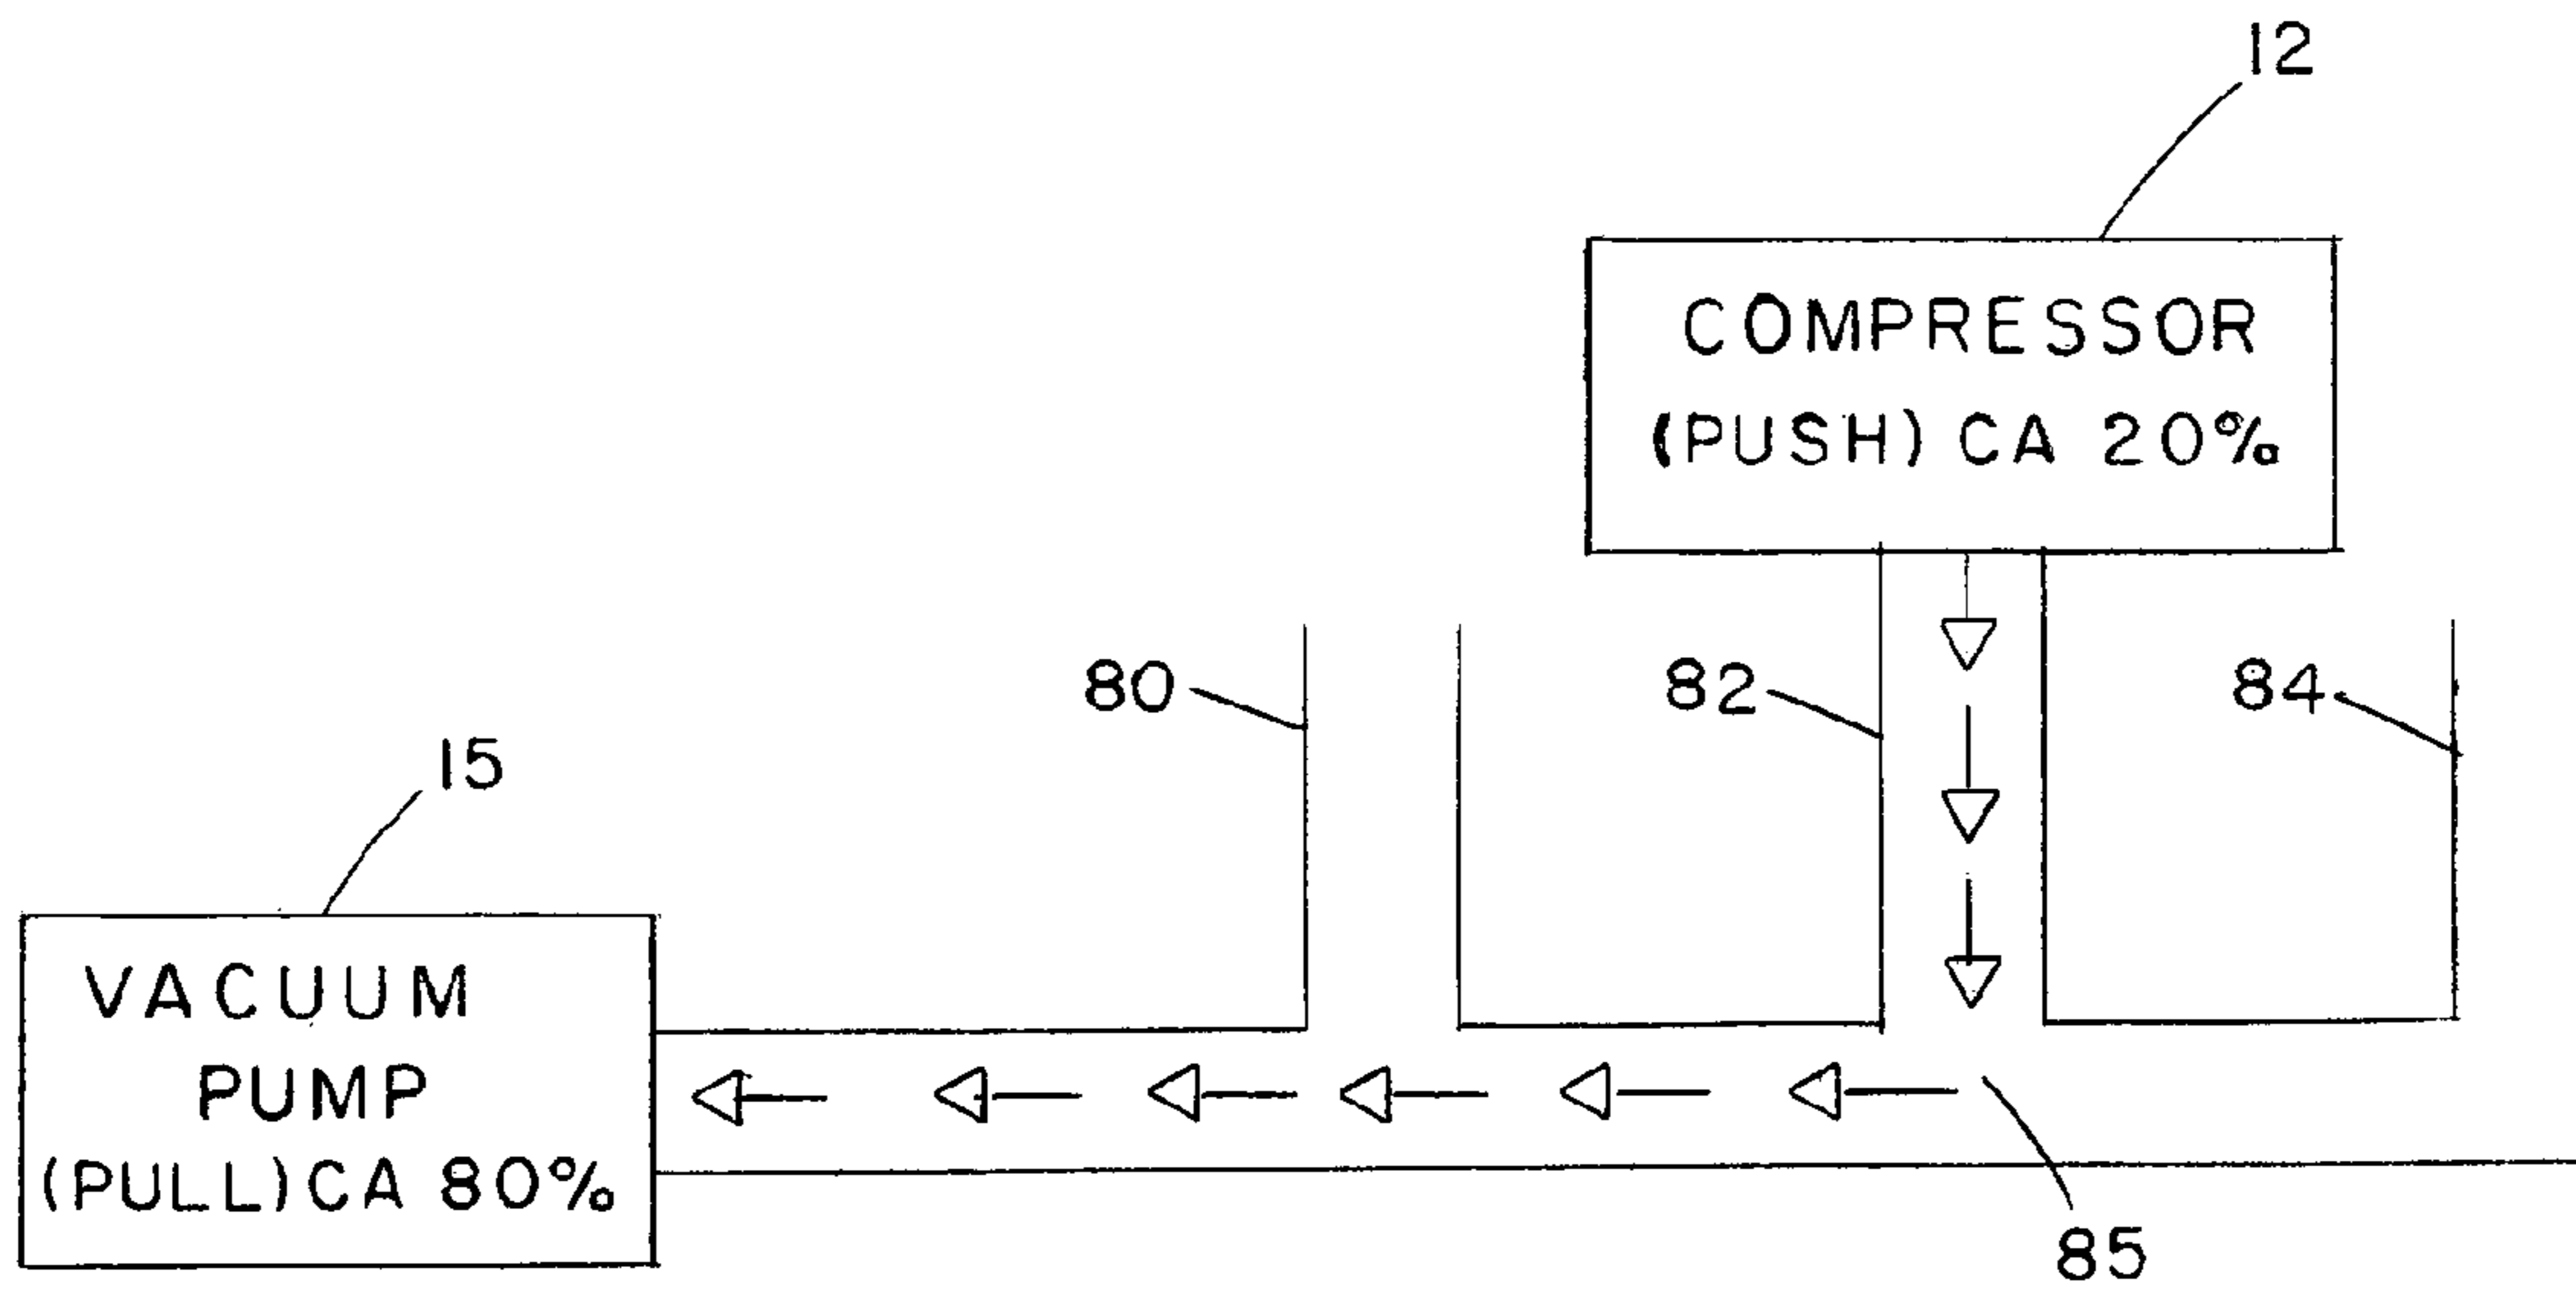 12
COMPRESSOR
(PUSH) CA 20%
80
82
84
15
VACUUM
PUMP
(PULL) CA 80%
85